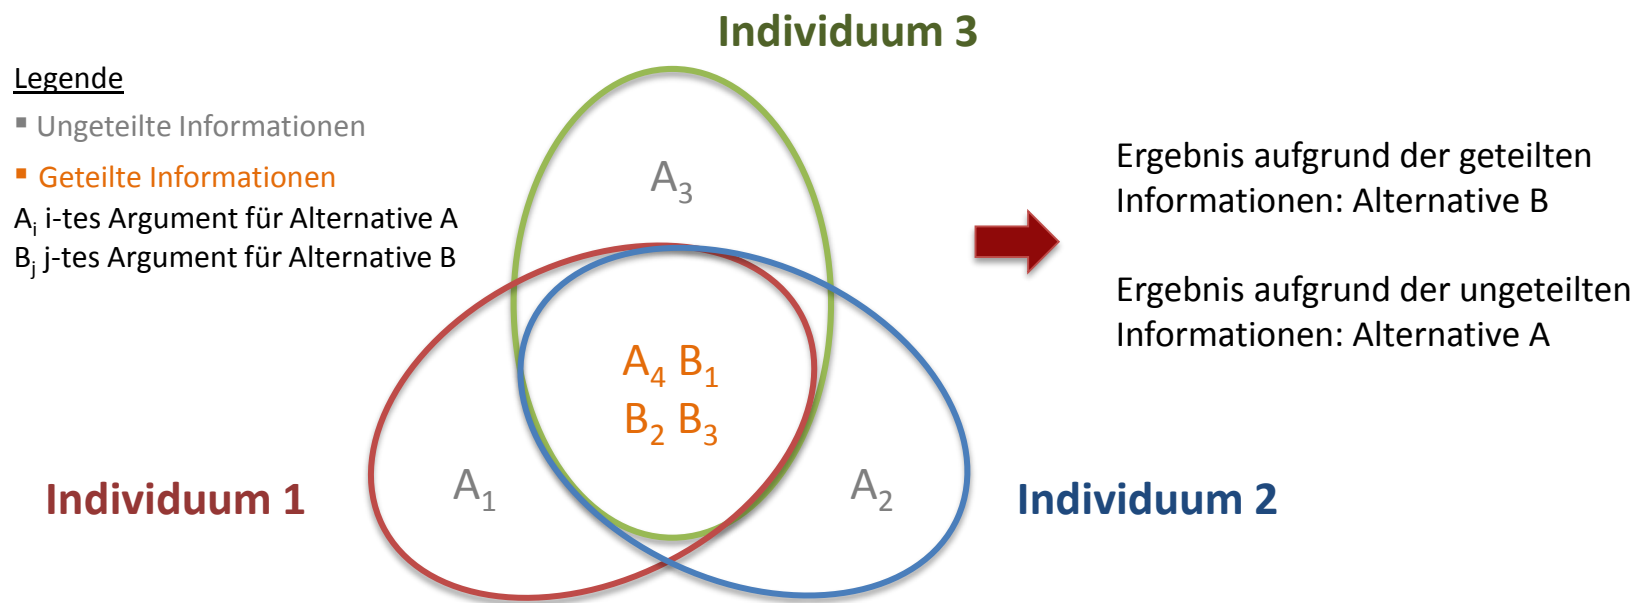 Individuum 3
Legende
▪ Ungeteilte Informationen
▪ Geteilte Informationen
Aᵢ i-tes Argument für Alternative A
Bⱼ j-tes Argument für Alternative B
A₃
Ergebnis aufgrund der geteilten
Informationen: Alternative B
Ergebnis aufgrund der ungeteilten
Informationen: Alternative A
A₄ B₁
B₂ B₃
Individuum 1
A₁
A₂
Individuum 2